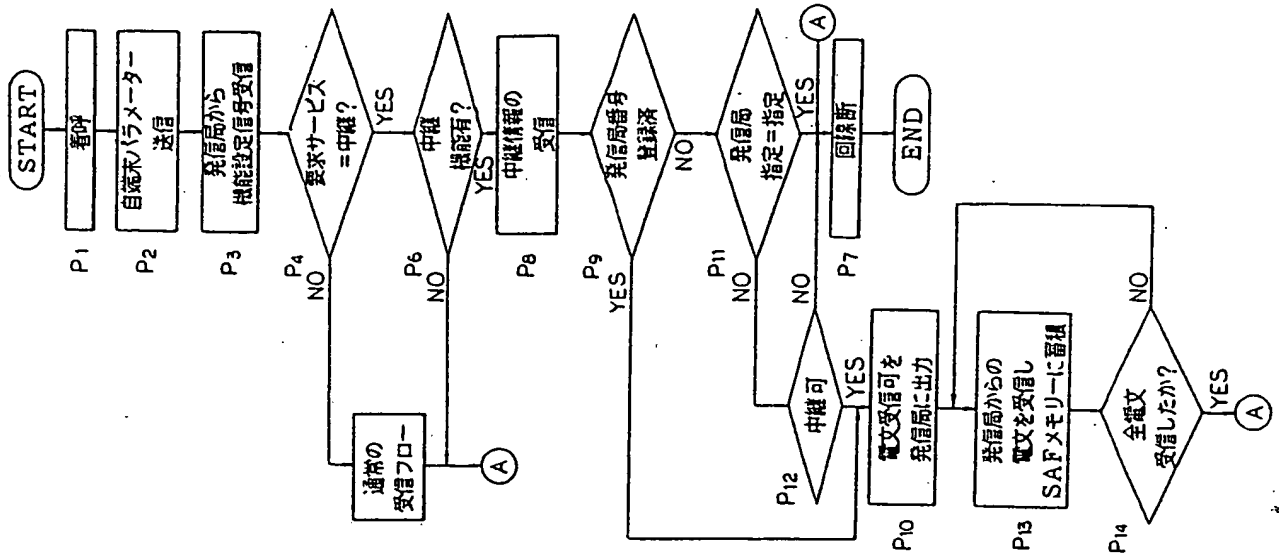 START
P1
着呼
P2
自端末パラメーター
送信
P3
発信局から
機能設定信号受信
P4
要求サービス
=中継?
NO
YES
通常の
受信フロー
A
P6
中継
機能有?
NO
YES
P8
中継情報の
受信
P9
発信局番号
登録済
YES
NO
P11
発信局
指定=指定
NO
YES
A
P12
中継可
NO
YES
P7
回線断
END
P10
電文受信可を
発信局に出力
P13
発信局からの
電文を受信し
SAFメモリーに蓄積
P14
全電文
受信したか?
NO
YES
A